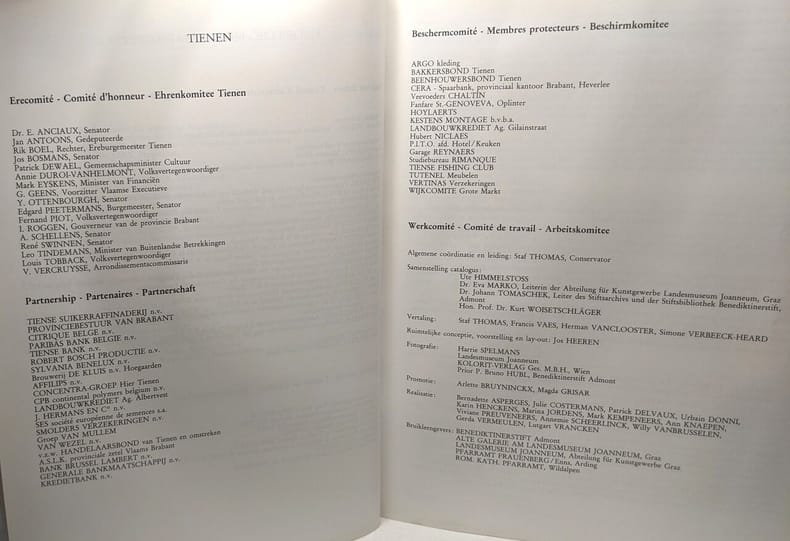 TIENEN
Erecomité - Comité d'honneur - Ehrenkomitee Tienen
Dr. E. ANCIAUX, Senator
Jan ANTOONS, Gedeputeerde
Rik BOEL, Rechter, Ereburgemeester Tienen
Jos BOSMANS, Senator
Patrick DEWAEL, Gemeenschapsminister Cultuur
Annie DUROI-VANHELMONT, Volksvertegenwoordiger
Mark EYSKENS, Minister van Financiën
G. GEENS, Voorzitter Vlaamse Executieve
Y. OTTENBOURGH, Senator
Edgard PEETERMANS, Burgemeester, Senator
Fernand PIOT, Volksvertegenwoordiger
I. ROGGEN, Gouverneur van de provincie Brabant
A. SCHELLENS, Senator
René SWINNEN, Senator
Leo TINDEMANS, Minister van Buitenlandse Betrekkingen
Louis TOBBACK, Volksvertegenwoordiger
V. VERCRUYSSE, Arrondissementscommissaris
Partnership - Partenaires - Partnerschaft
TIENSE SUIKERRAFFINADERIJ n.v.
PROVINCIEBESTUUR VAN BRABANT
CITRIQUE BELGE n.v.
PARIBAS BANK BELGIE n.v.
TIENSE BANK n.v.
ROBERT BOSCH PRODUCTIE n.v.
SYLVANIA BENELUX n.v.
Brouwerij DE KLUIS n.v. Hoegaarden
AFFILIPS n.v.
CONCENTRA-GROEP Hier Tienen
CPB continental polymers belgium n.v.
LANDBOUWKREDIET Ag. Albertvest
J. HERMANS EN C° n.v.
SES société européenne de semences s.a.
SMOLDERS VERZEKERINGEN n.v.
Groep VAN MULLEM
VAN WEZEL n.v.
v.z.w. HANDELAARSBOND van Tienen en omstreken
A.S.L.K. provinciale zetel Vlaams Brabant
BANK BRUSSEL LAMBERT n.v.
GENERALE BANKMAATSCHAPPIJ n.v.
KREDIETBANK n.v.
Beschermcomité - Membres protecteurs - Beschirmkomitee
ARGO kleding
BAKKERSBOND Tienen
BEENHOUWERSBOND Tienen
CERA - Spaarbank, provinciaal kantoor Brabant, Heverlee
Veevoeders CHALTIN
Fanfare St.-GENOVEVA, Oplinter
HOYLAERTS
KESTENS MONTAGE b.v.b.a.
LANDBOUWKREDIET Ag. Gilainstraat
Hubert NICLAES
P.I.T.O. afd. Hotel/Keuken
Garage REYNAERS
Studiebureau RIMANQUE
TIENSE FISHING CLUB
TUTENEL Meubelen
VERTINAS Verzekeringen
WIJKCOMITE Grote Markt
Werkcomité - Comité de travail - Arbeitskomitee
Algemene coördinatie en leiding: Staf THOMAS, Conservator
Samenstelling catalogus:
Ute HIMMELSTOSS
Dr. Eva MARKO, Leiterin der Abteilung für Kunstgewerbe Landesmuseum Joanneum, Graz
Dr. Johann TOMASCHEK, Leiter des Stiftsarchivs und der Stiftsbibliothek Benediktinerstift,
Admont
Hon. Prof. Dr. Kurt WOISETSCHLÄGER
Vertaling: Staf THOMAS, Francis VAES, Herman VANCLOOSTER, Simone VERBEECK-HEARD
Ruimtelijke conceptie, voorstelling en lay-out: Jos HEEREN
Fotografie: Harrie SPELMANS
Landesmuseum Joanneum
KOLORIT-VERLAG Ges. M.B.H., Wien
Prior P. Bruno HUBL, Benediktinerstift Admont
Promotie: Arlette BRUYNINCKX, Magda GRISAR
Realisatie: Bernadette ASPERGES, Julie COSTERMANS, Patrick DELVAUX, Urbain DONNI,
Karin HENCKENS, Marina JORDENS, Mark KEMPENEERS, Ann KNAEPEN,
Viviane PREUVENEERS, Annemie SCHEERLINCK, Willy VANBRUSSELEN,
Gerda VERMEULEN, Lutgart VRANCKEN
Bruikleengevers: BENEDIKTINERSTIFT Admont
ALTE GALERIE AM LANDESMUSEUM JOANNEUM, Graz
LANDESMUSEUM JOANNEUM, Abteilung für Kunstgewerbe Graz
PFARRAMT FRAUENBERG/Enns, Arding
ROM. KATH. PFARRAMT, Wildalpen